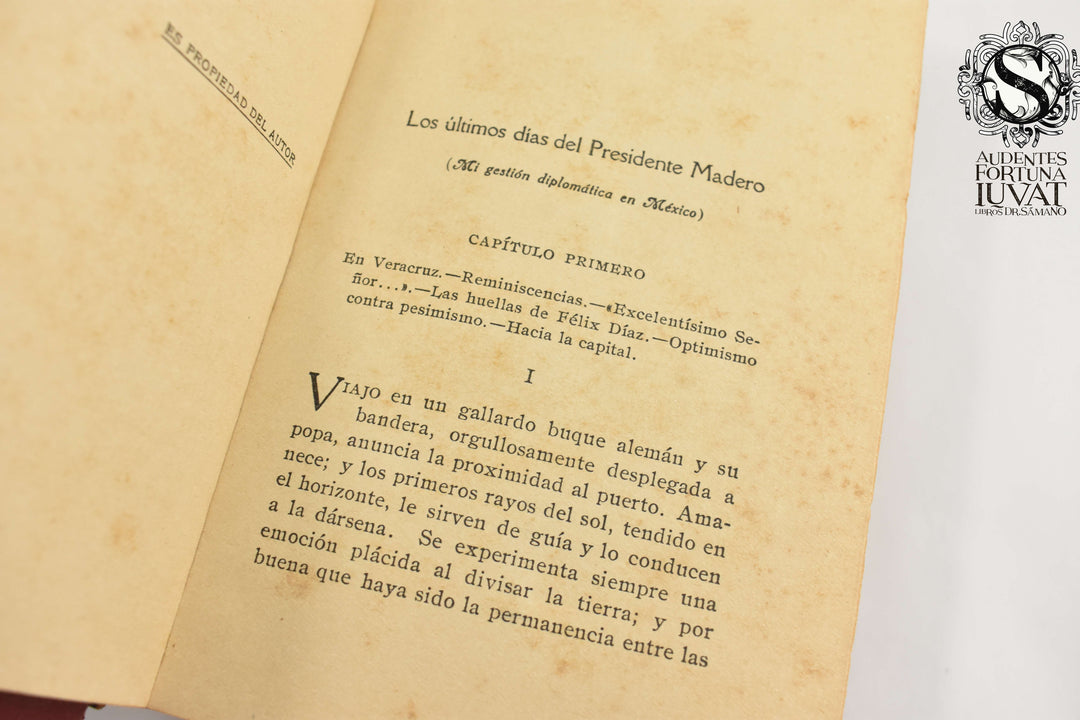 ES PROPIEDAD DEL AUTOR
Los últimos días del Presidente Madero
(Mi gestión diplomática en México)
CAPÍTULO PRIMERO
En Veracruz.—Reminiscencias.—«Excelentísimo Se-
ñor...».—Las huellas de Félix Díaz.—Optimismo
contra pesimismo.—Hacia la capital.
I
VIAJO en un gallardo buque alemán y su
bandera, orgullosamente desplegada a
popa, anuncia la proximidad al puerto. Ama-
nece; y los primeros rayos del sol, tendido en
el horizonte, le sirven de guía y lo conducen
a la dársena. Se experimenta siempre una
emoción plácida al divisar la tierra; y por
buena que haya sido la permanencia entre las
S
AUDENTES
FORTUNA
IUVAT
LIBROS DR. SÁMANO